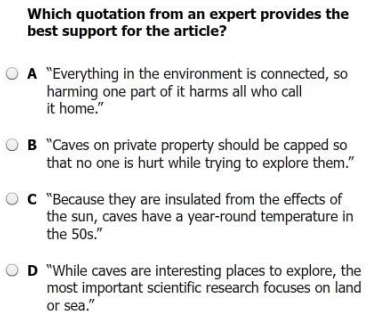 Which quotation from an expert provides the
best support for the article?
A "Everything in the environment is connected, so
harming one part of it harms all who call
it home."
B "Caves on private property should be capped so
that no one is hurt while trying to explore them."
C "Because they are insulated from the effects of
the sun, caves have a year-round temperature in
the 50s."
D "While caves are interesting places to explore, the
most important scientific research focuses on land
or sea."